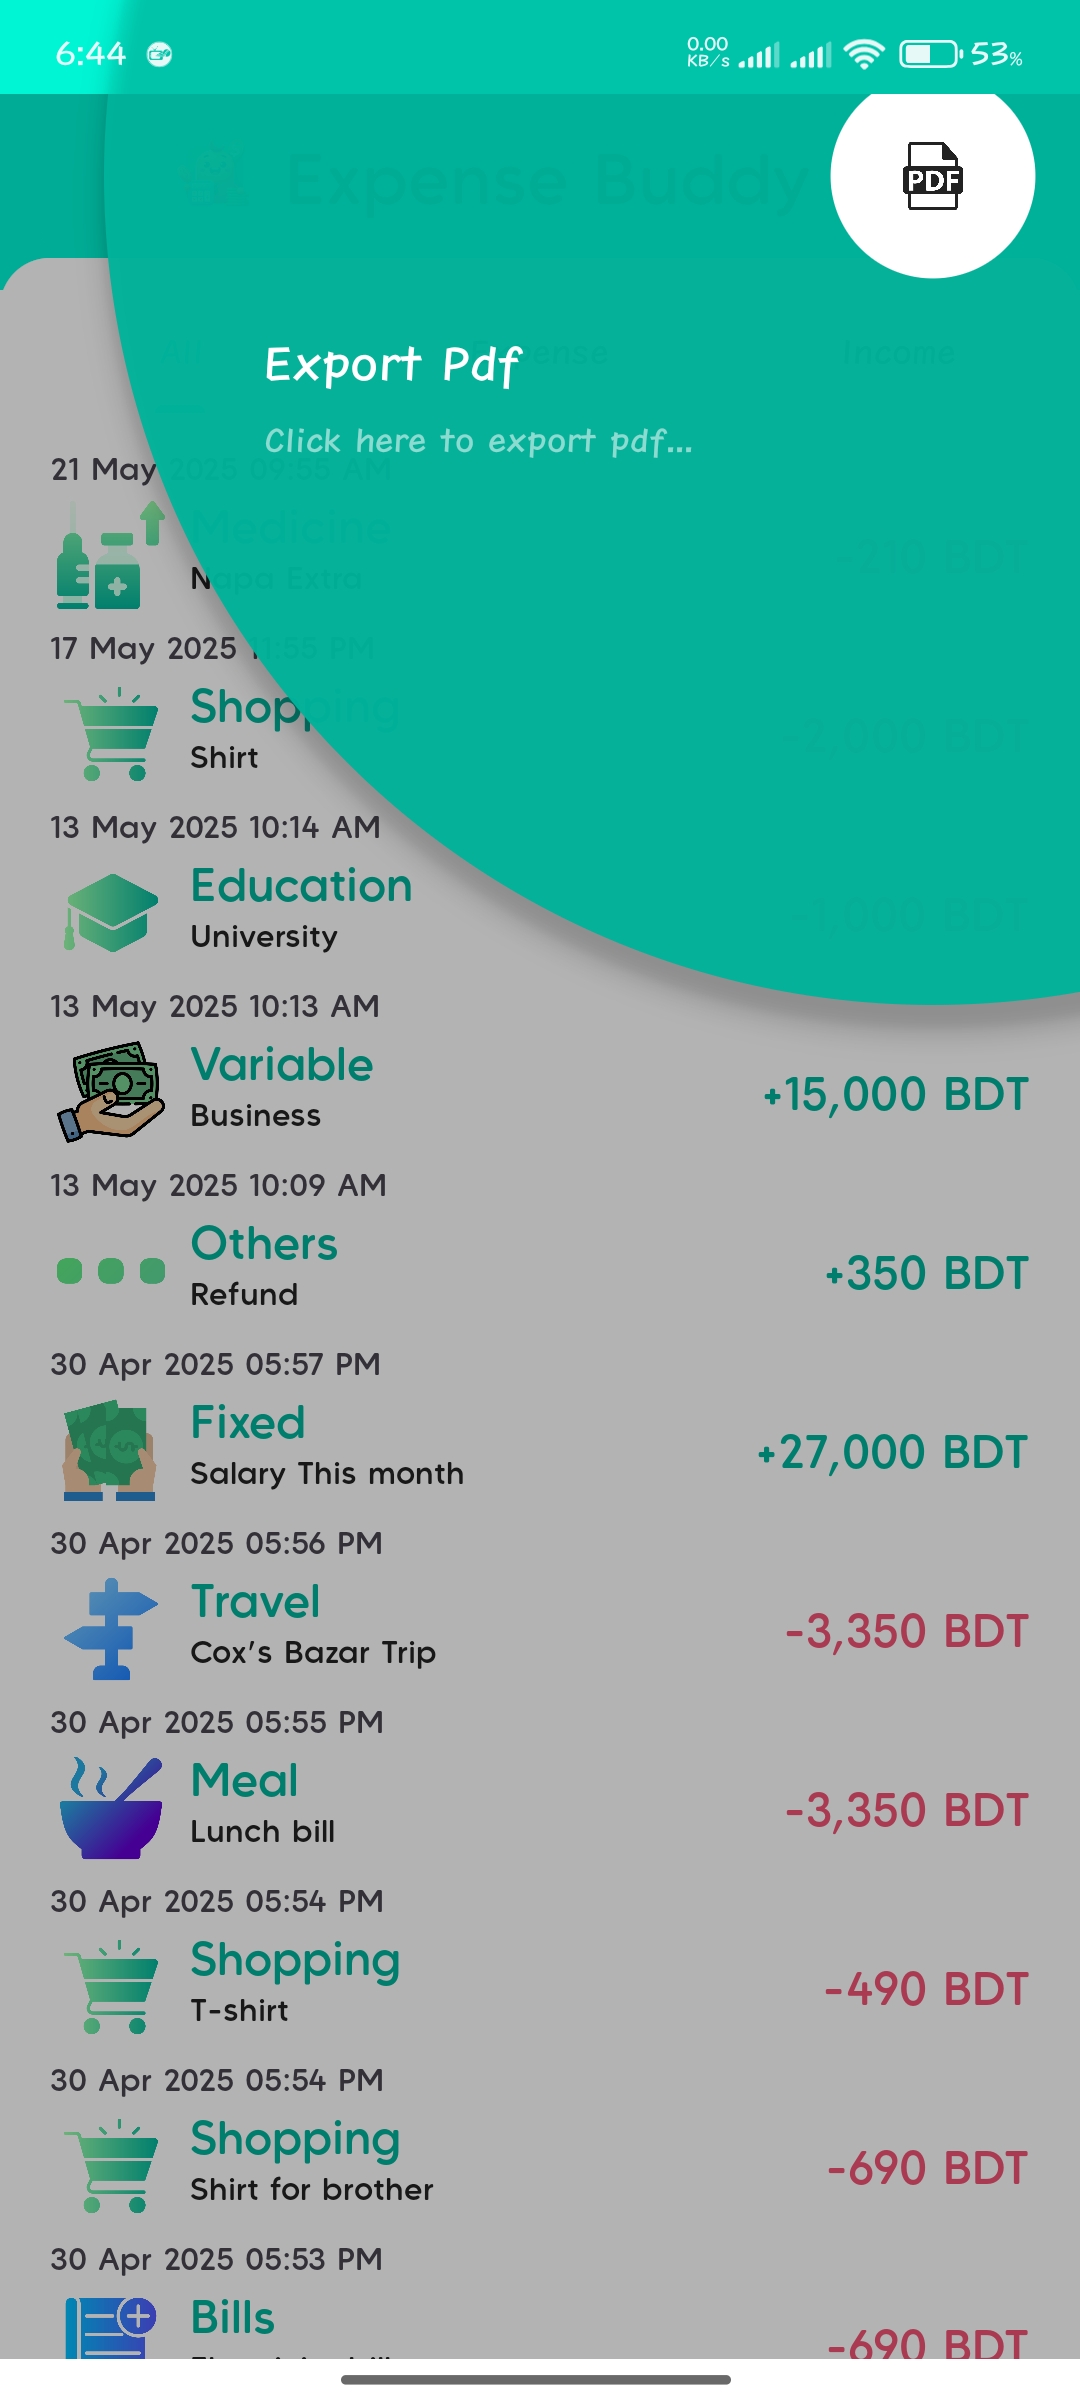 6:44
0.00
KB/s
53%
Expense Buddy
PDF
All
Income
Export Pdf
Click here to export pdf...
21 May 2025 09:55 AM
Medicine
-210 BDT
Napa Extra
17 May 2025 11:55 PM
Shopping
-2,000 BDT
Shirt
13 May 2025 10:14 AM
Education
University
13 May 2025 10:13 AM
Variable
+15,000 BDT
Business
13 May 2025 10:09 AM
Others
+350 BDT
Refund
30 Apr 2025 05:57 PM
Fixed
+27,000 BDT
Salary This month
30 Apr 2025 05:56 PM
Travel
-3,350 BDT
Cox's Bazar Trip
30 Apr 2025 05:55 PM
Meal
-3,350 BDT
Lunch bill
30 Apr 2025 05:54 PM
Shopping
-490 BDT
T-shirt
30 Apr 2025 05:54 PM
Shopping
-690 BDT
Shirt for brother
30 Apr 2025 05:53 PM
Bills
-690 BDT